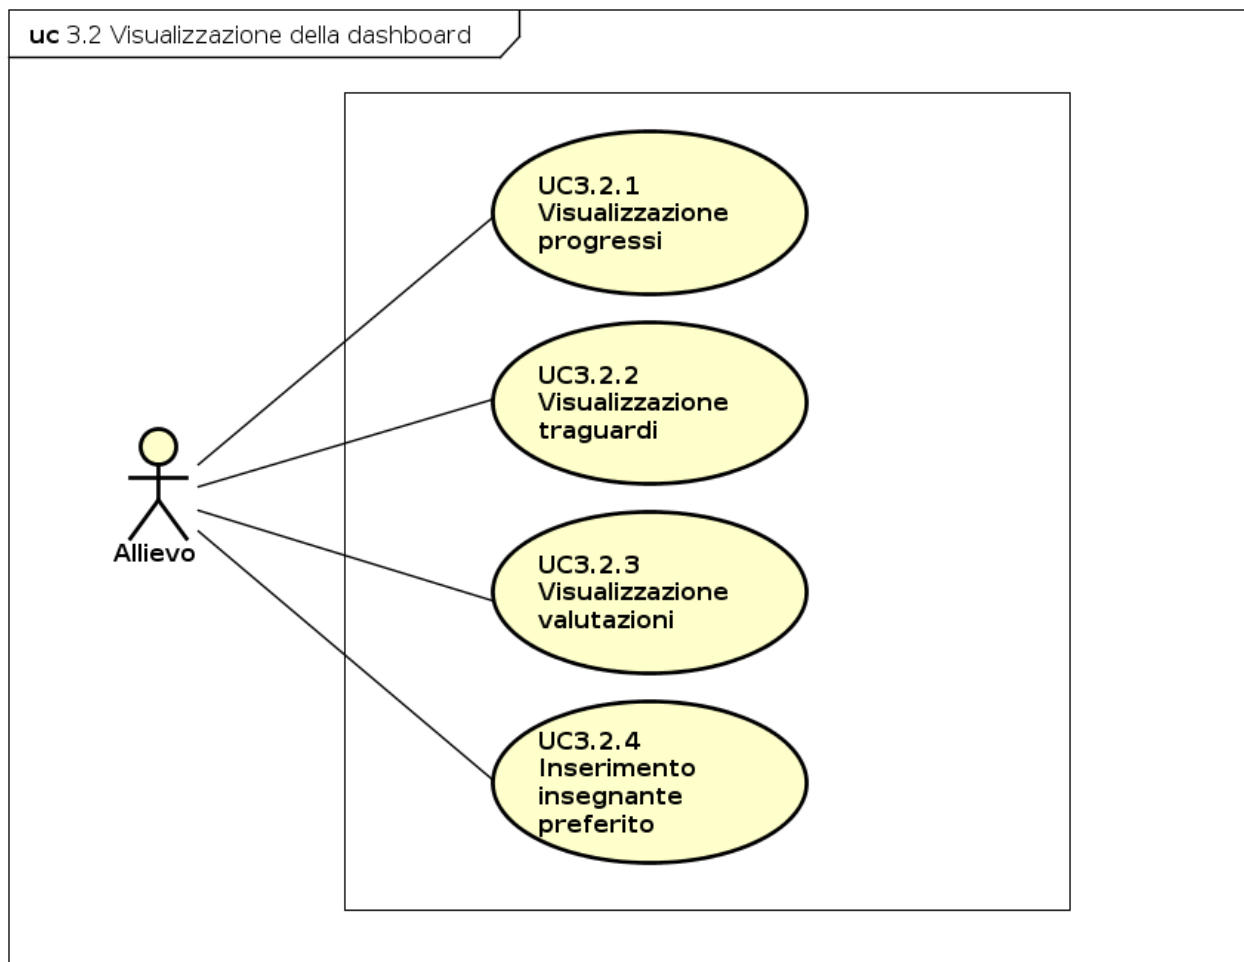 uc 3.2 Visualizzazione della dashboard
UC3.2.1
Visualizzazione
progressi
UC3.2.2
Visualizzazione
traguardi
Allievo
UC3.2.3
Visualizzazione
valutazioni
UC3.2.4
Inserimento
insegnante
preferito